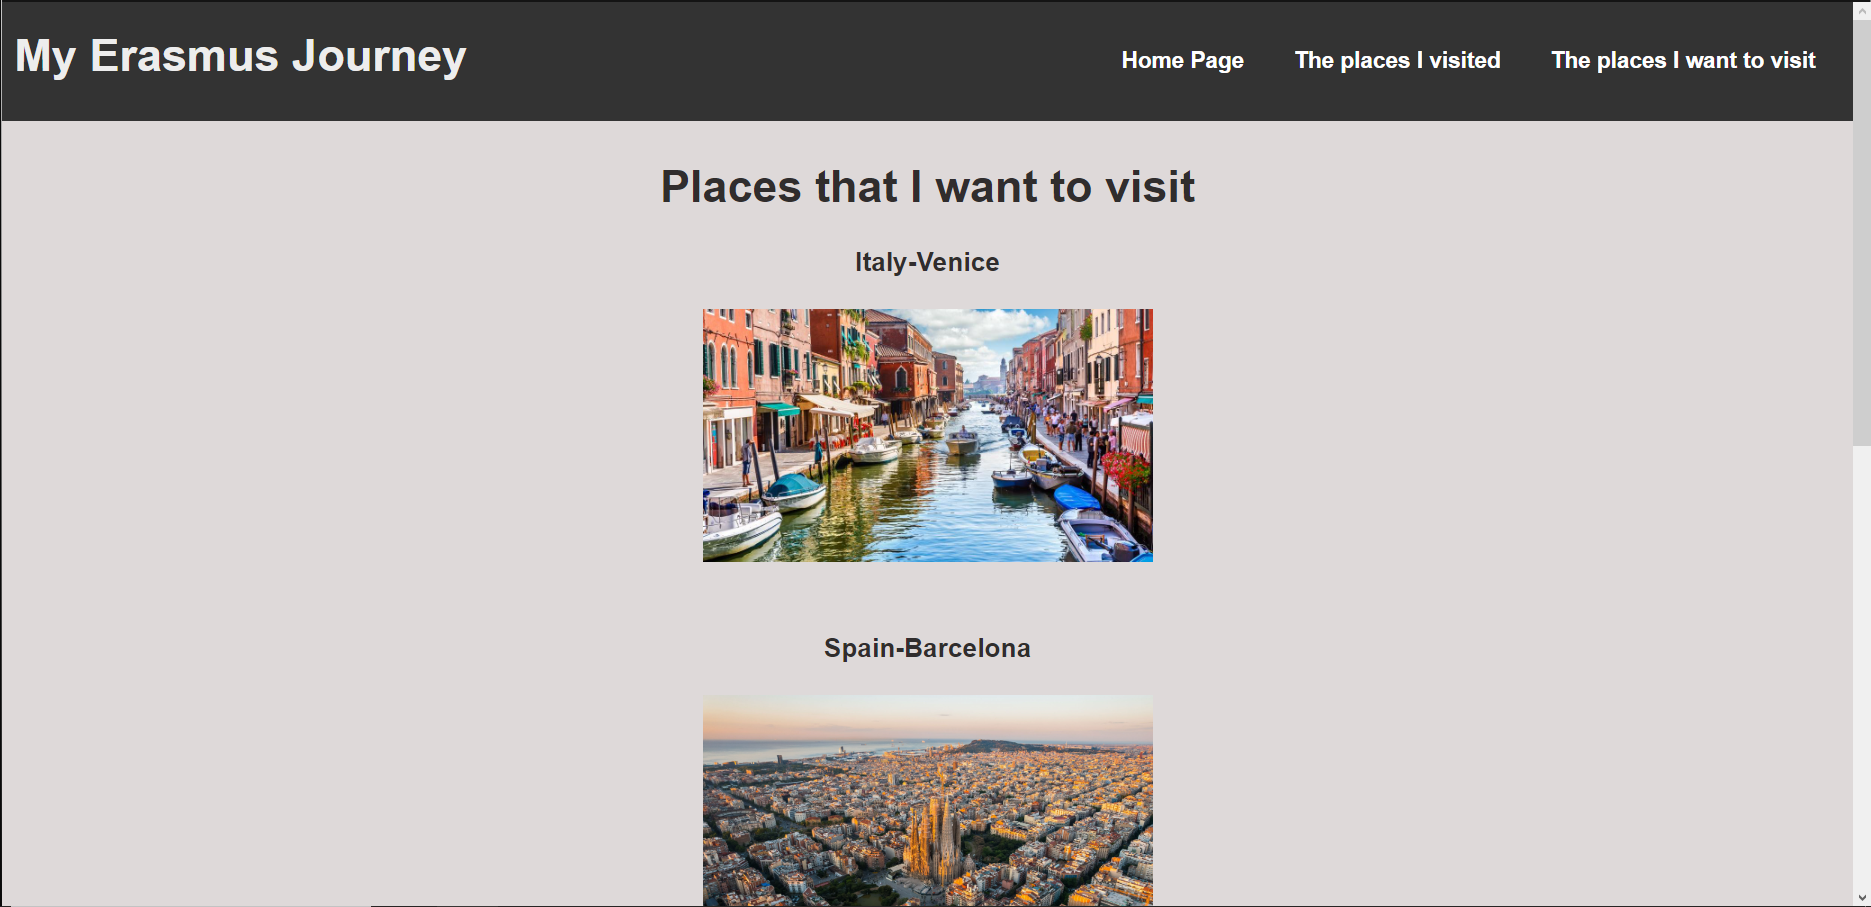 My Erasmus Journey
Home Page
The places I visited
The places I want to visit
Places that I want to visit
Italy-Venice
Spain-Barcelona